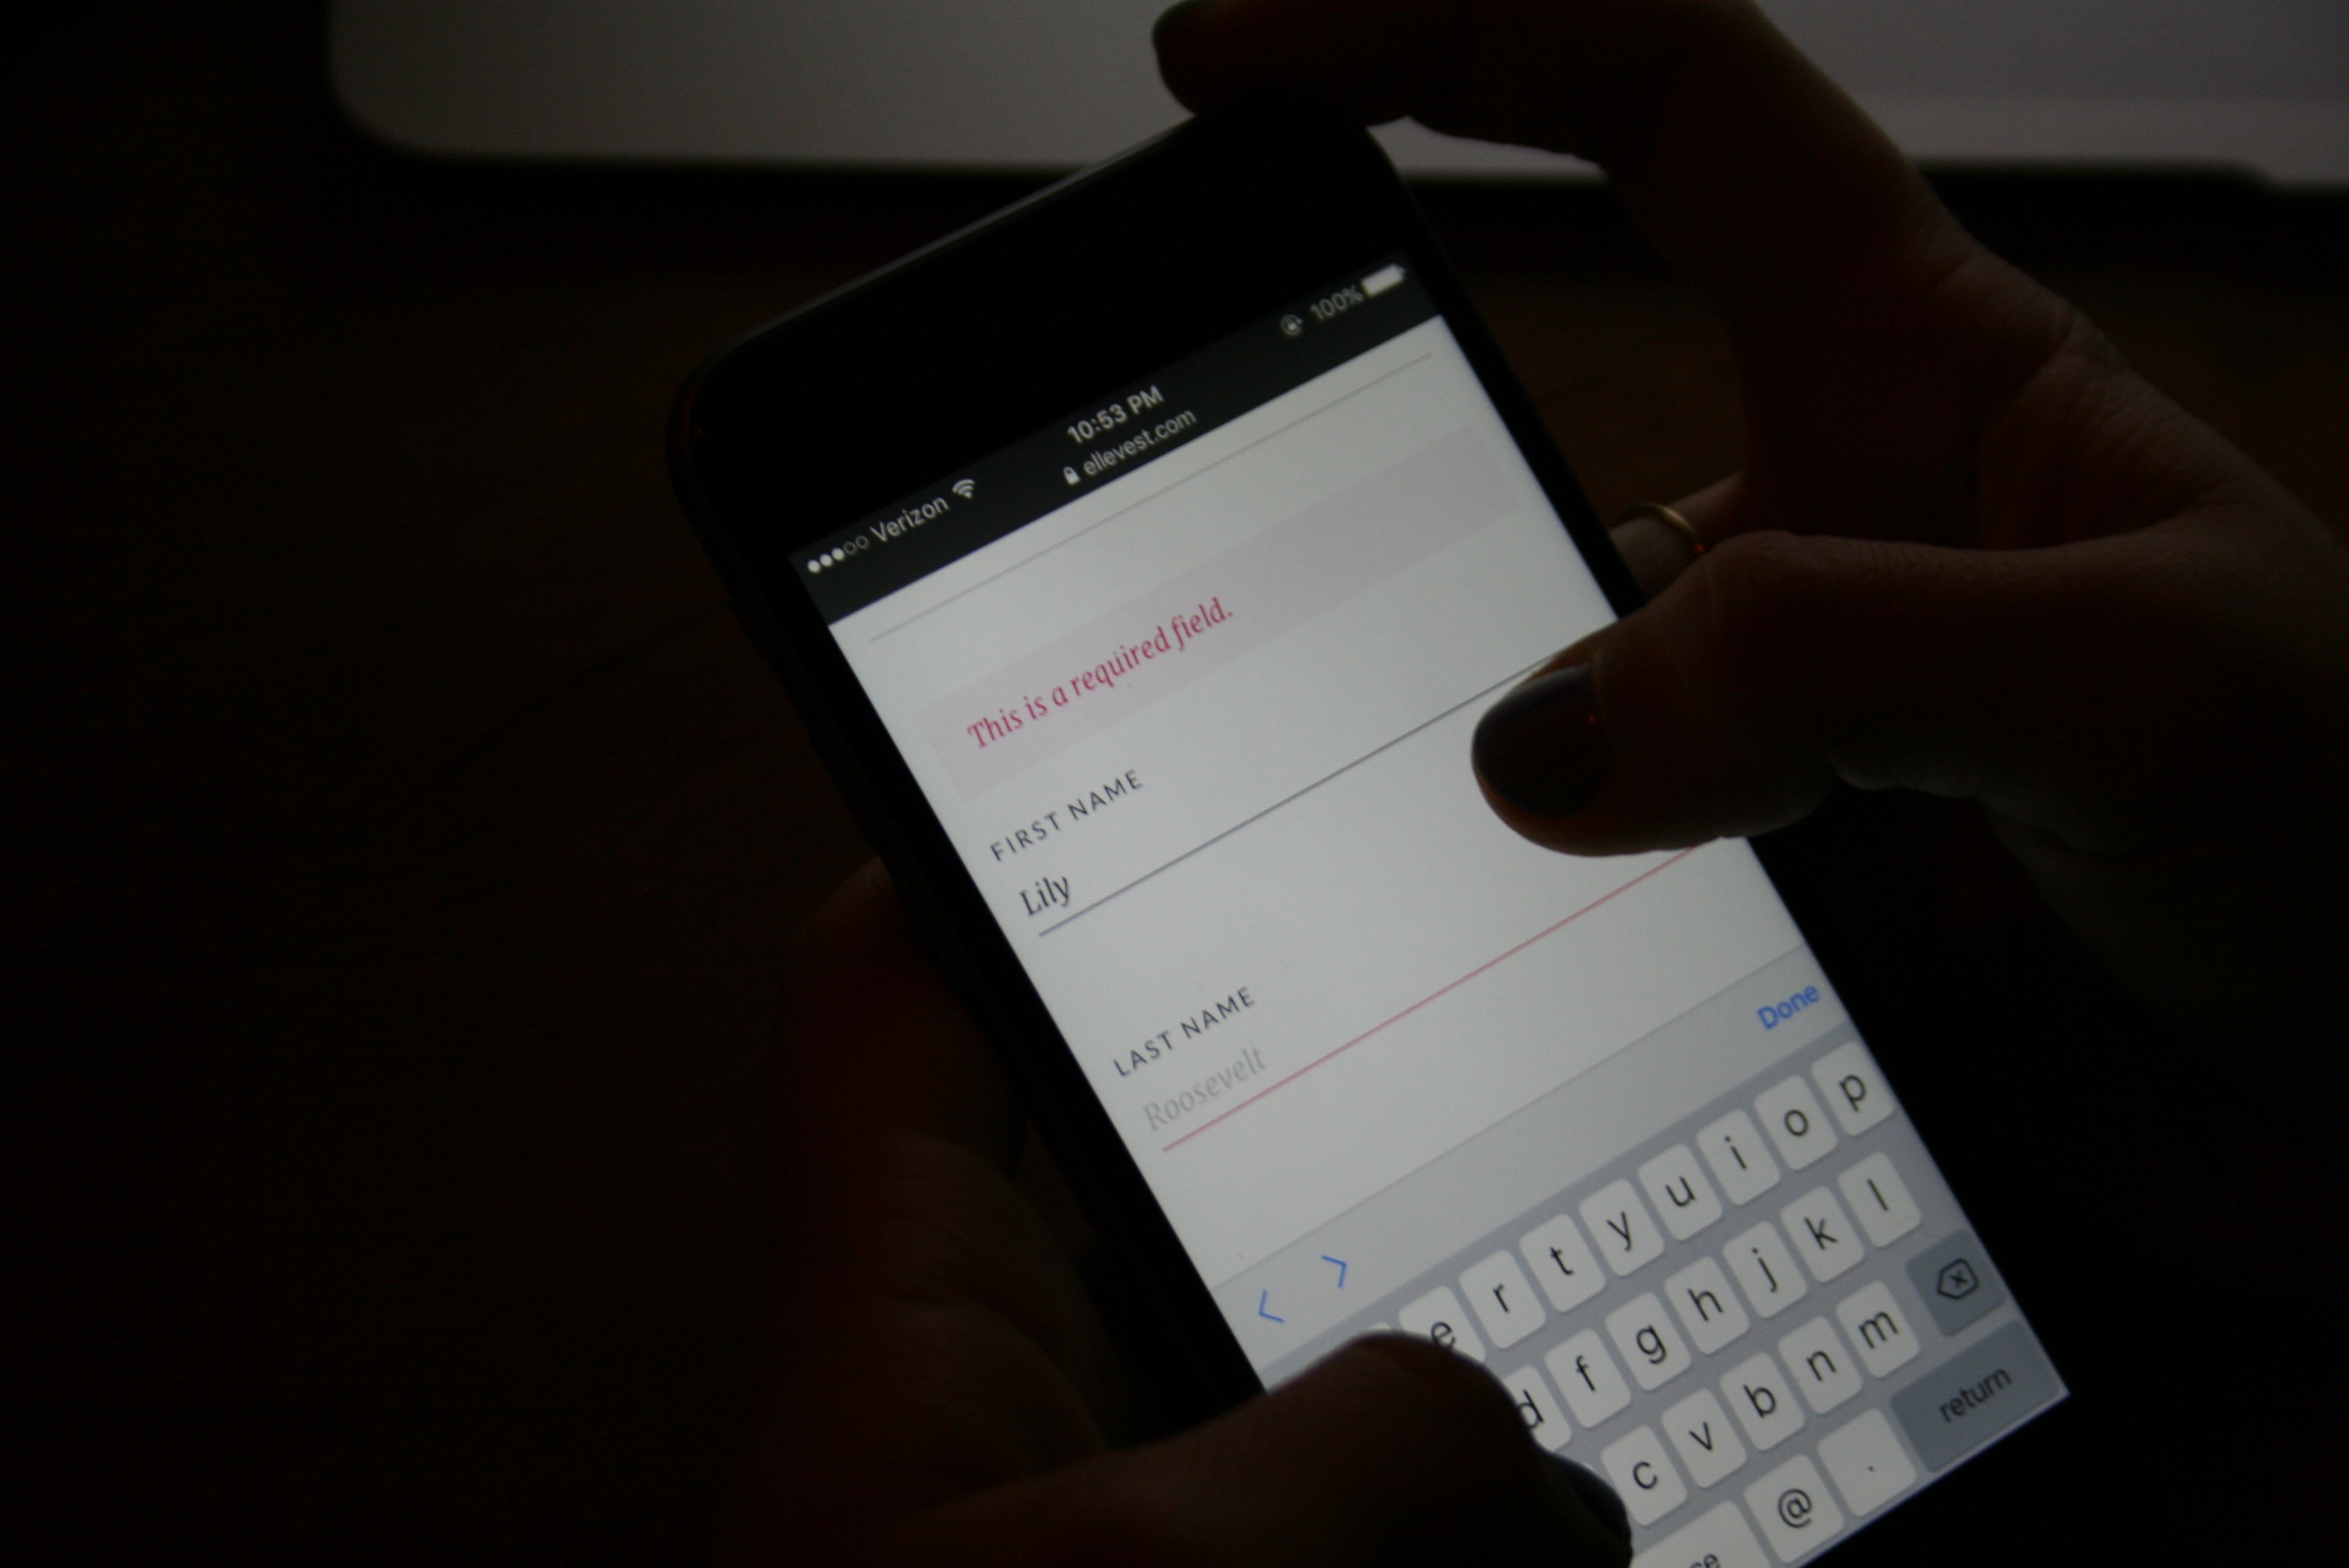 Verizon 10:53 PM 100%
ellevest.com
This is a required field.
FIRST NAME
Lily
LAST NAME
Roosevelt
Done
e r t y u i o p
d f g h j k l
c v b n m
@ . return